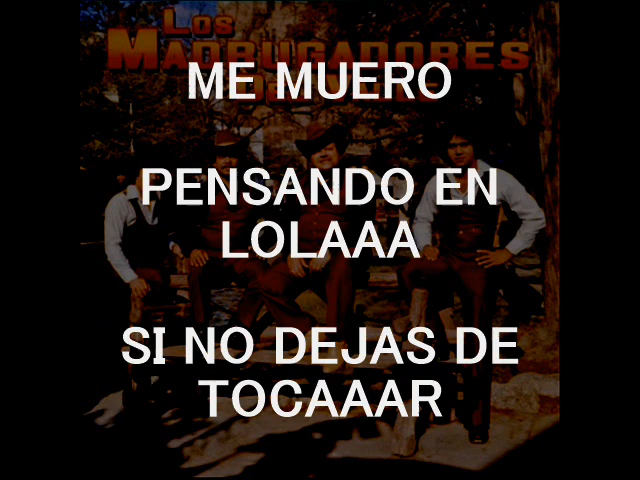 Los
MADRUGADORES
ME MUERO
PENSANDO EN
LOLAAA
SI NO DEJAS DE
TOCAAAR